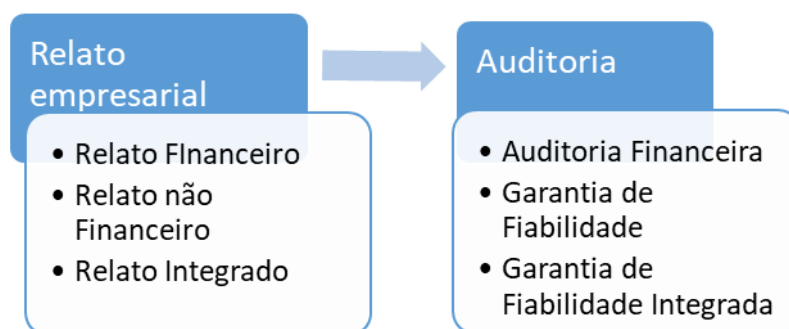 Relato
empresarial
• Relato FInanceiro
• Relato não
Financeiro
• Relato Integrado
Auditoria
• Auditoria Financeira
• Garantia de
Fiabilidade
• Garantia de
Fiabilidade Integrada